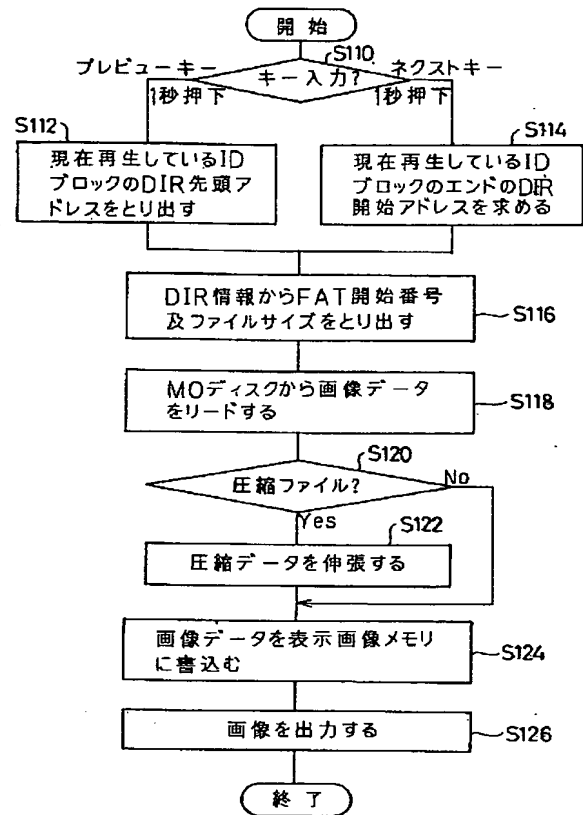 開始
S110
プレビューキー
キー入力?
ネクストキー
1秒押下
1秒押下
S112
S114
現在再生しているID
ブロックのDIR先頭ア
ドレスをとり出す
現在再生しているID
ブロックのエンドのDIR
開始アドレスを求める
DIR情報からFAT開始番号
及ファイルサイズをとり出す
S116
MOディスクから画像データ
をリードする
S118
S120
圧縮ファイル?
No
Yes
S122
圧縮データを伸張する
画像データを表示画像メモリ
に書込む
S124
画像を出力する
S126
終了